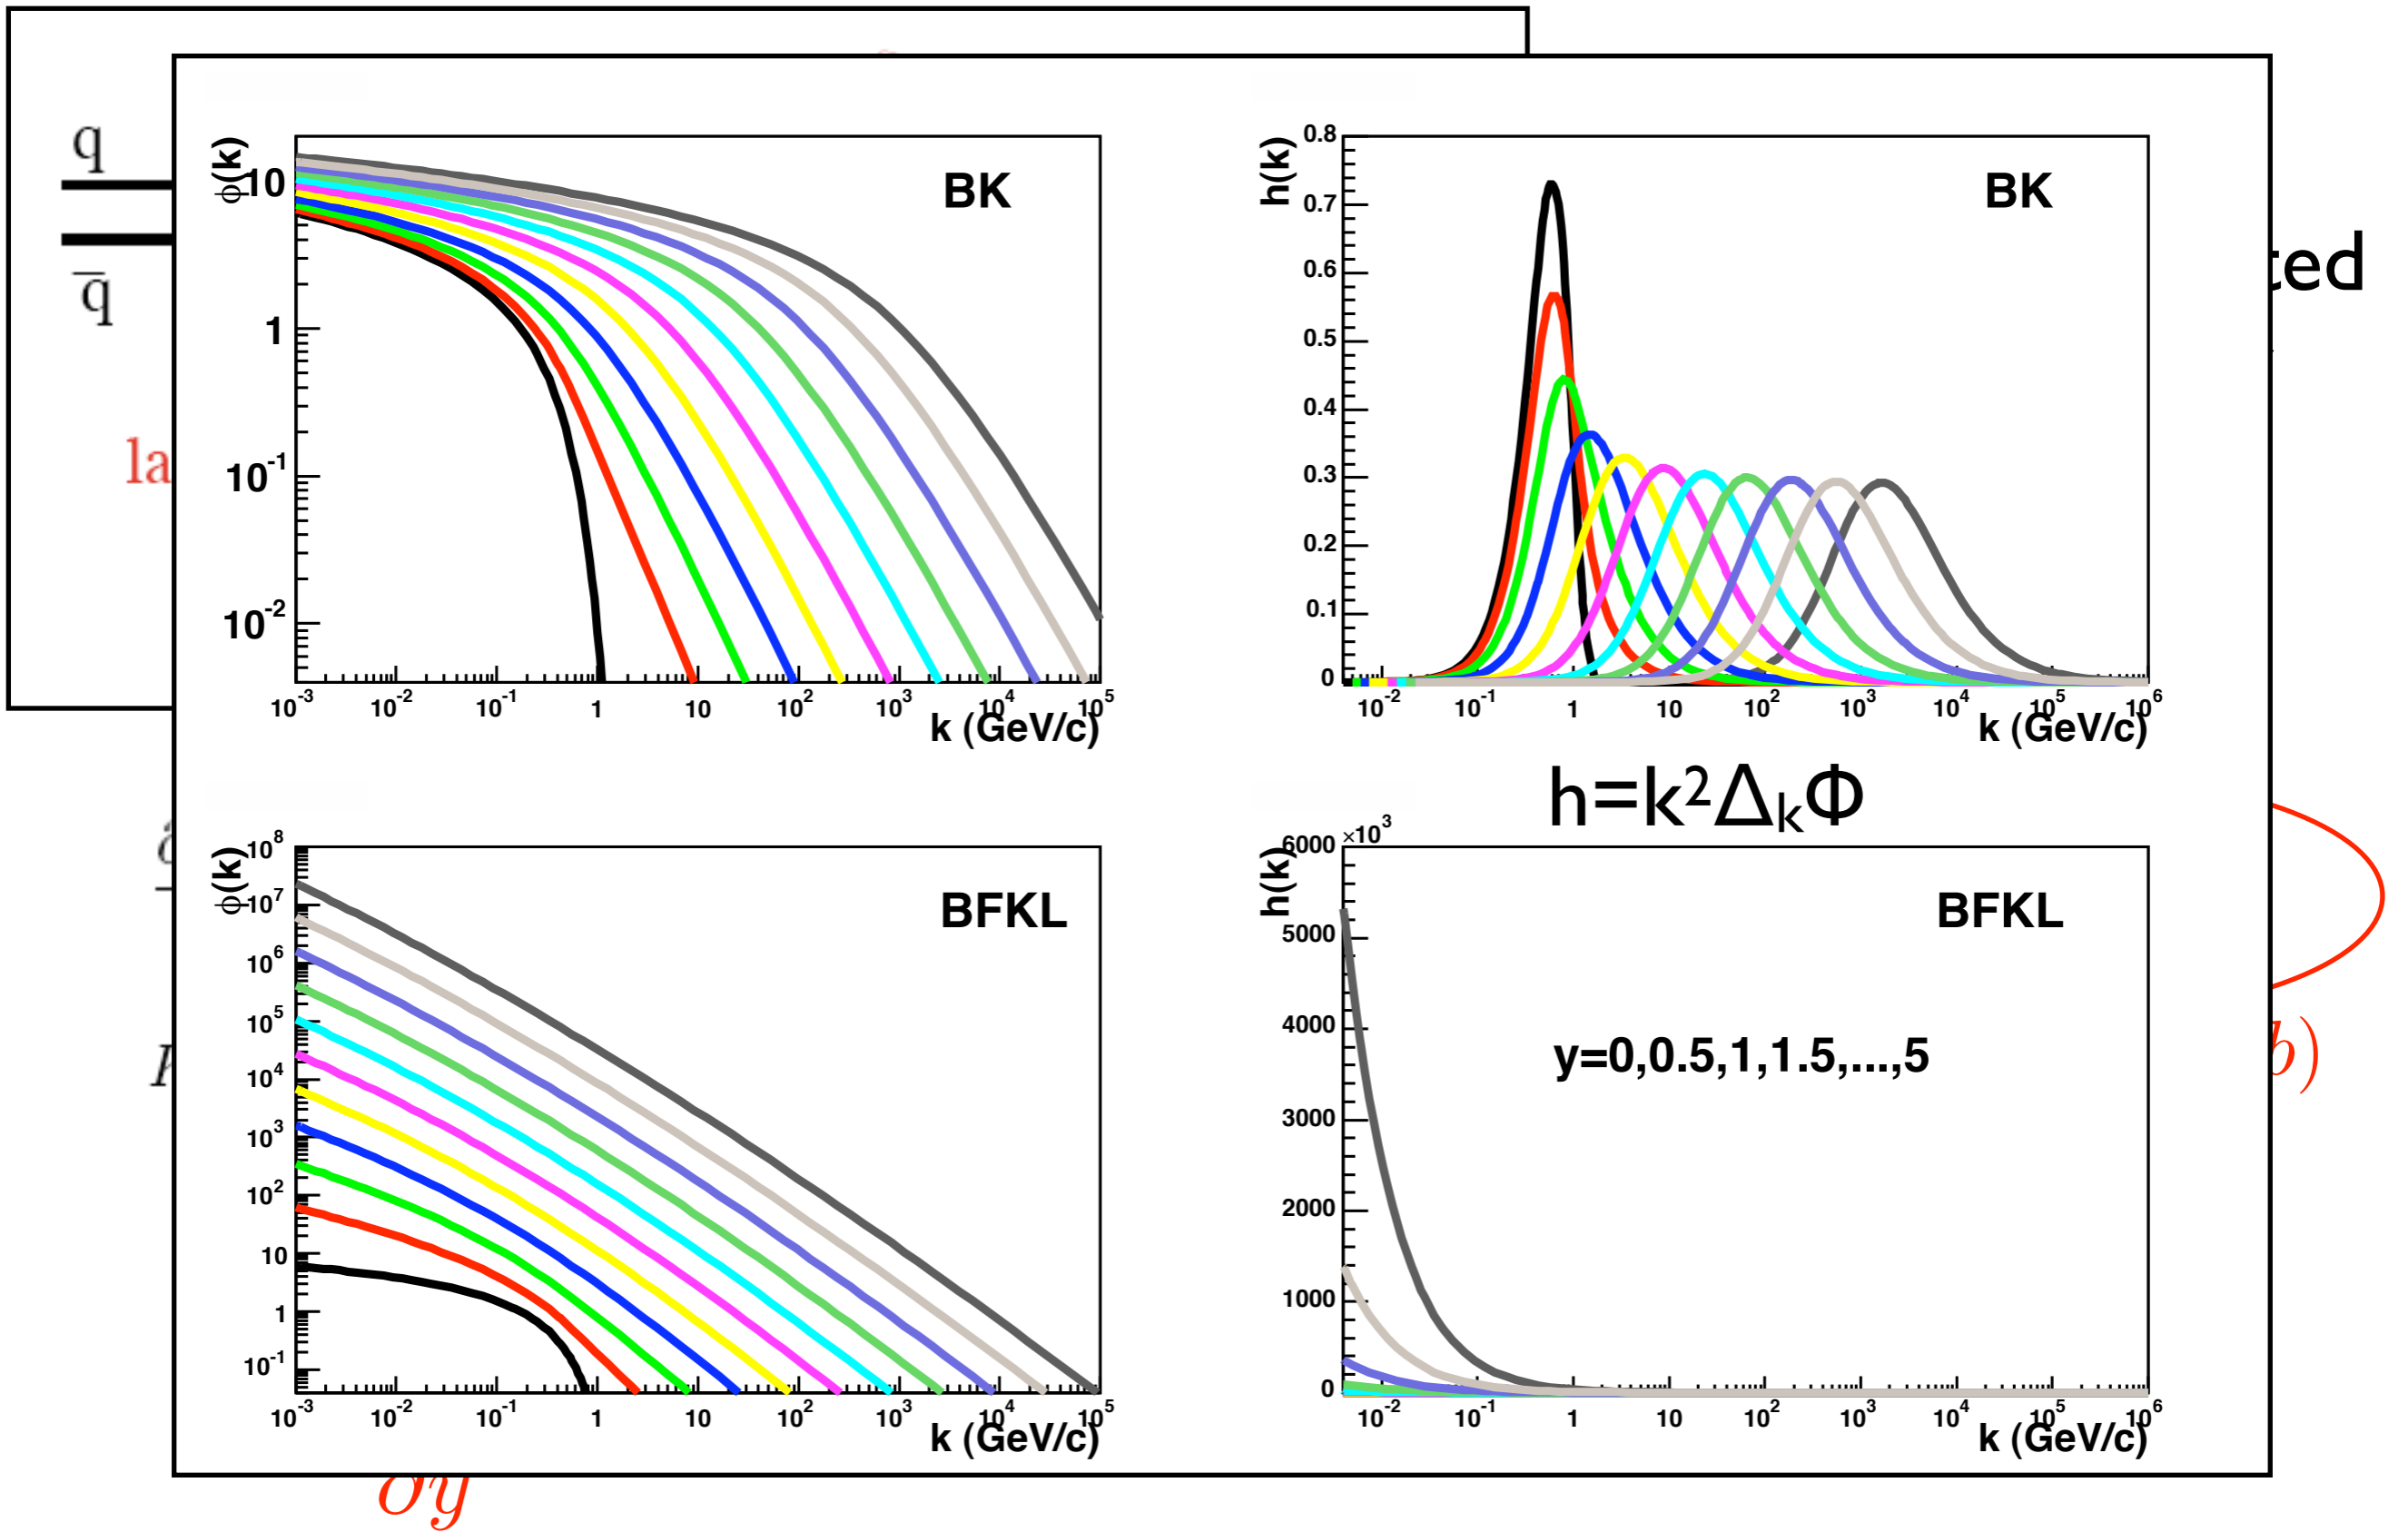 q
q̄
la
ted
ϕ(k)
BK
10
1
10⁻¹
10⁻²
10⁻³ 10⁻² 10⁻¹ 1 10 10² 10³ 10⁴ 10⁵
k (GeV/c)
h(k)
BK
0.8
0.7
0.6
0.5
0.4
0.3
0.2
0.1
0
10⁻² 10⁻¹ 1 10 10² 10³ 10⁴ 10⁵ 10⁶
k (GeV/c)
h=k²ΔₖΦ
ϕ(k)
BFKL
10⁸
10⁷
10⁶
10⁵
10⁴
10³
10²
10
1
10⁻¹
10⁻³ 10⁻² 10⁻¹ 1 10 10² 10³ 10⁴ 10⁵
k (GeV/c)
h(k)
×10³
BFKL
6000
5000
4000
3000
2000
1000
0
y=0,0.5,1,1.5,...,5
10⁻² 10⁻¹ 1 10 10² 10³ 10⁴ 10⁵ 10⁶
k (GeV/c)
b)
∂y